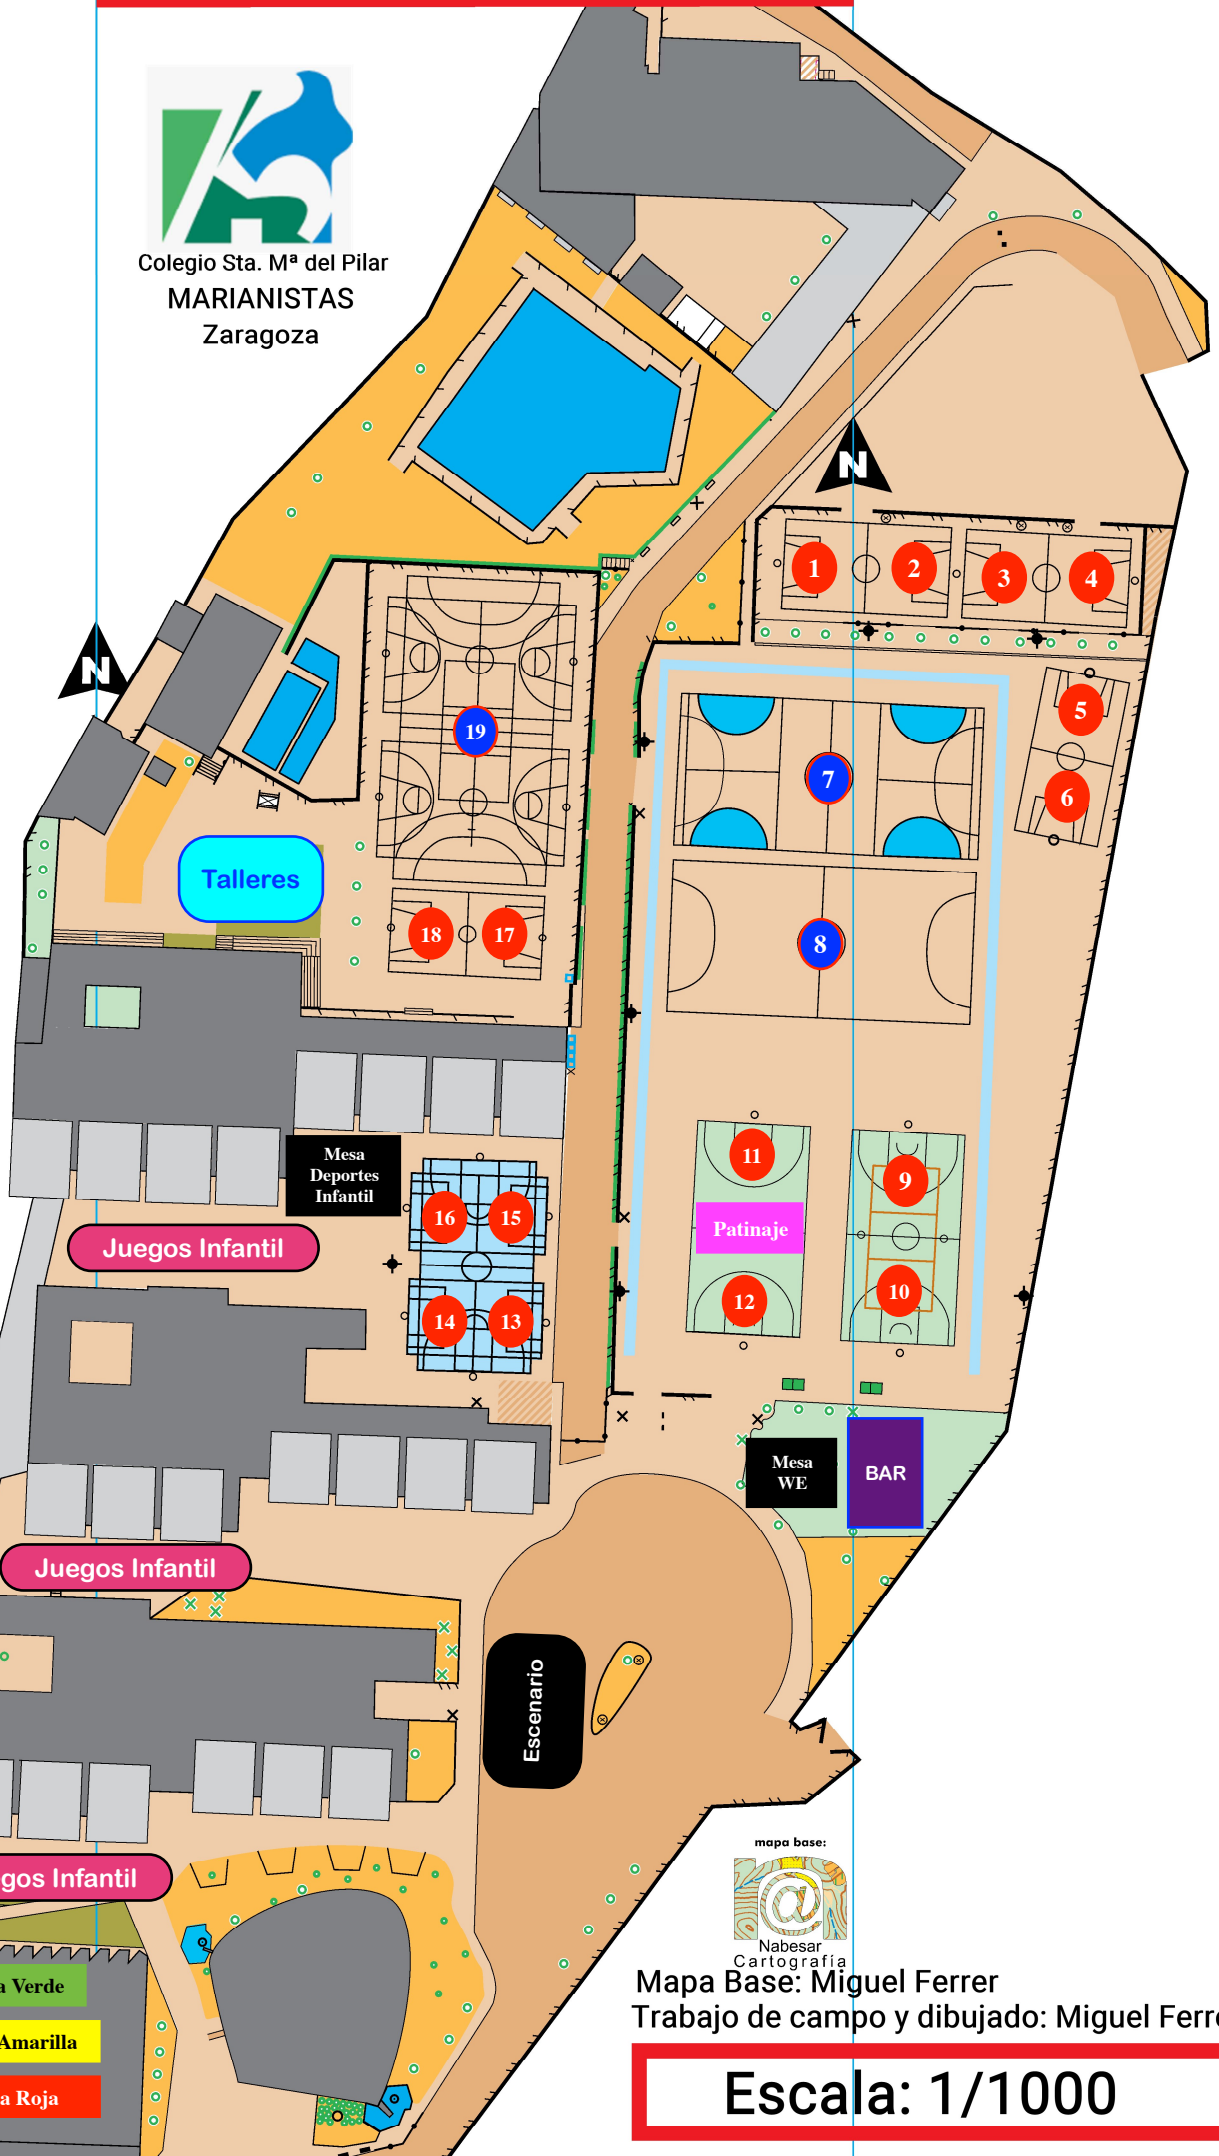 Colegio Sta. Mª del Pilar
MARIANISTAS
Zaragoza
N
1
2
3
4
N
5
6
19
7
Talleres
18
17
8
Mesa
Deportes
Infantil
11
9
16
15
Patinaje
Juegos Infantil
10
12
14
13
Mesa
WE
BAR
Juegos Infantil
Escenario
mapa base:
gos Infantil
n@
Nabesar
Cartografía
a Verde
Mapa Base: Miguel Ferrer
Trabajo de campo y dibujado: Miguel Ferre
Amarilla
a Roja
Escala: 1/1000